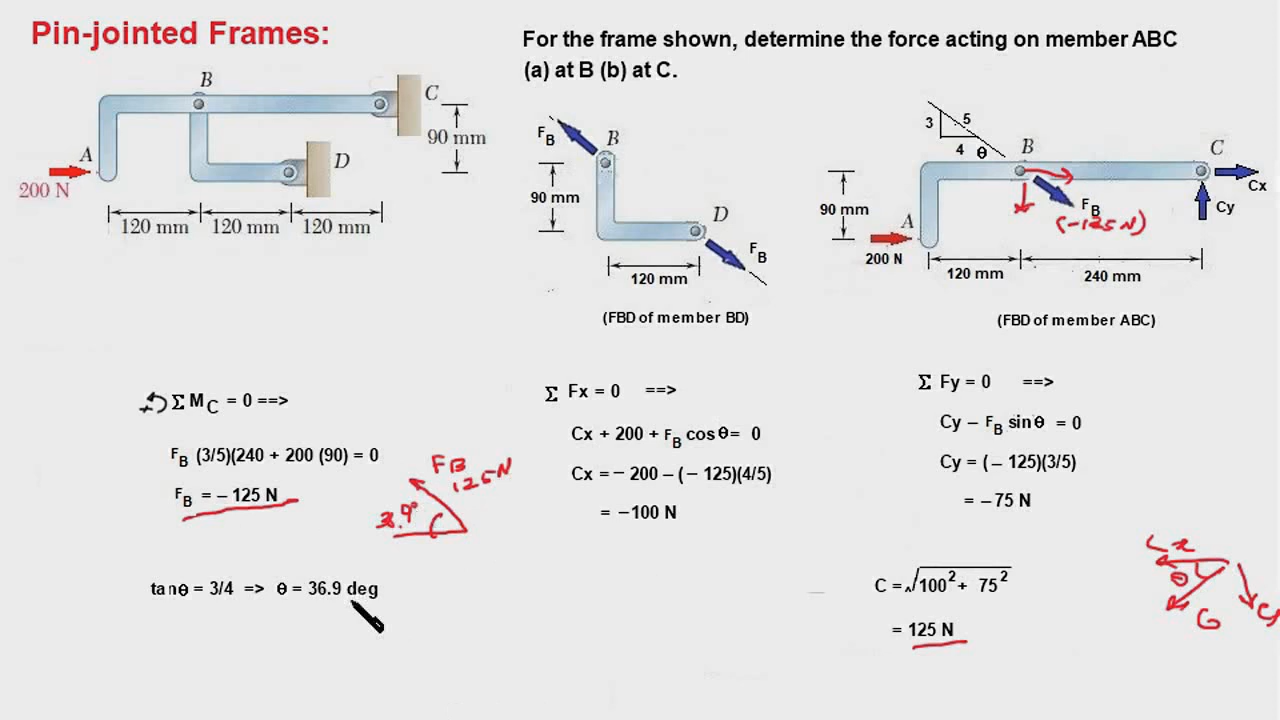 Pin-jointed Frames:
For the frame shown, determine the force acting on member ABC
(a) at B (b) at C.
B
C
90 mm
A
D
200 N
120 mm 120 mm 120 mm
F_B
B
90 mm
D
F_B
120 mm
(FBD of member BD)
3 5
4 θ
B
C
Cx
F_B
Cy
(-125 N)
90 mm
A
200 N
120 mm
240 mm
(FBD of member ABC)
+ Σ M_C = 0 ==>
F_B (3/5)(240 + 200 (90) = 0
F_B = – 125 N
F_B
125 N
tanθ = 3/4 => θ = 36.9 deg
Σ Fx = 0 ==>
Cx + 200 + F_B cosθ = 0
Cx = – 200 – (– 125)(4/5)
= –100 N
Σ Fy = 0 ==>
Cy – F_B sinθ = 0
Cy = (– 125)(3/5)
= –75 N
C = √100² + 75²
= 125 N
Cx
θ